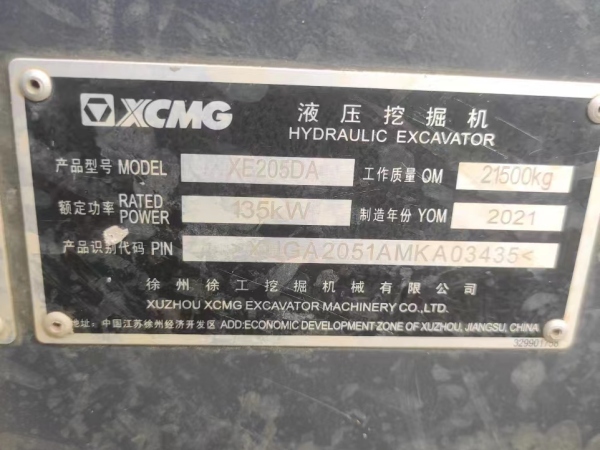 XCMG 液压挖掘机
HYDRAULIC EXCAVATOR
产品型号 MODEL XE205DA 工作质量 OM 21500kg
额定功率 RATED POWER 135kW 制造年份 YOM 2021
产品识别代码 PIN
徐州徐工挖掘机械有限公司
XUZHOU XCMG EXCAVATOR MACHINERY CO.,LTD.
地址: 中国江苏徐州经济开发区 ADD:ECONOMIC DEVELOPMENT ZONE OF XUZHOU, JIANGSU, CHINA